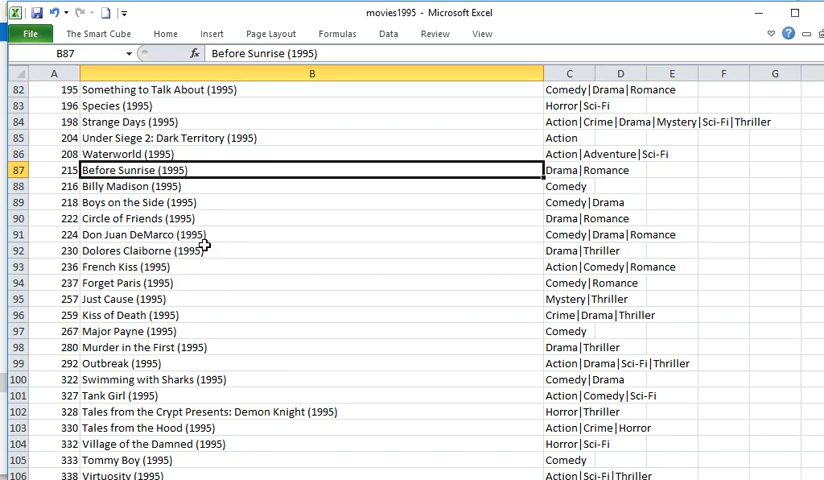 movies1995 - Microsoft Excel
File The Smart Cube Home Insert Page Layout Formulas Data Review View
B87 fx Before Sunrise (1995)
A B C D E F G
82 195 Something to Talk About (1995) Comedy|Drama|Romance
83 196 Species (1995) Horror|Sci-Fi
84 198 Strange Days (1995) Action|Crime|Drama|Mystery|Sci-Fi|Thriller
85 204 Under Siege 2: Dark Territory (1995) Action
86 208 Waterworld (1995) Action|Adventure|Sci-Fi
87 215 Before Sunrise (1995) Drama|Romance
88 216 Billy Madison (1995) Comedy
89 218 Boys on the Side (1995) Comedy|Drama
90 222 Circle of Friends (1995) Drama|Romance
91 224 Don Juan DeMarco (1995) Comedy|Drama|Romance
92 230 Dolores Claiborne (1995) Drama|Thriller
93 236 French Kiss (1995) Action|Comedy|Romance
94 237 Forget Paris (1995) Comedy|Romance
95 257 Just Cause (1995) Mystery|Thriller
96 259 Kiss of Death (1995) Crime|Drama|Thriller
97 267 Major Payne (1995) Comedy
98 280 Murder in the First (1995) Drama|Thriller
99 292 Outbreak (1995) Action|Drama|Sci-Fi|Thriller
100 322 Swimming with Sharks (1995) Comedy|Drama
101 327 Tank Girl (1995) Action|Comedy|Sci-Fi
102 328 Tales from the Crypt Presents: Demon Knight (1995) Horror|Thriller
103 330 Tales from the Hood (1995) Action|Crime|Horror
104 332 Village of the Damned (1995) Horror|Sci-Fi
105 333 Tommy Boy (1995) Comedy
106 338 Virtuosity (1995) Action|Sci-Fi|Thriller